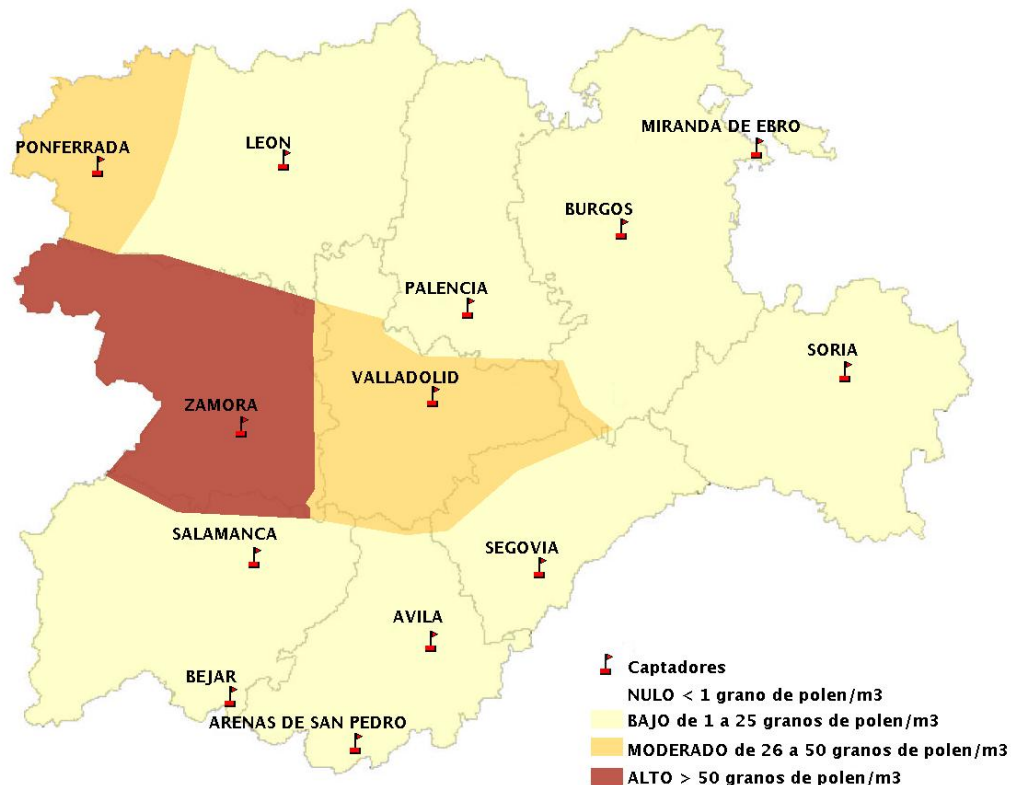 MIRANDA DE EBRO
PONFERRADA
LEON
BURGOS
PALENCIA
SORIA
VALLADOLID
ZAMORA
SALAMANCA
SEGOVIA
AVILA
BEJAR
ARENAS DE SAN PEDRO
Captadores
NULO < 1 grano de polen/m3
BAJO de 1 a 25 granos de polen/m3
MODERADO de 26 a 50 granos de polen/m3
ALTO > 50 granos de polen/m3